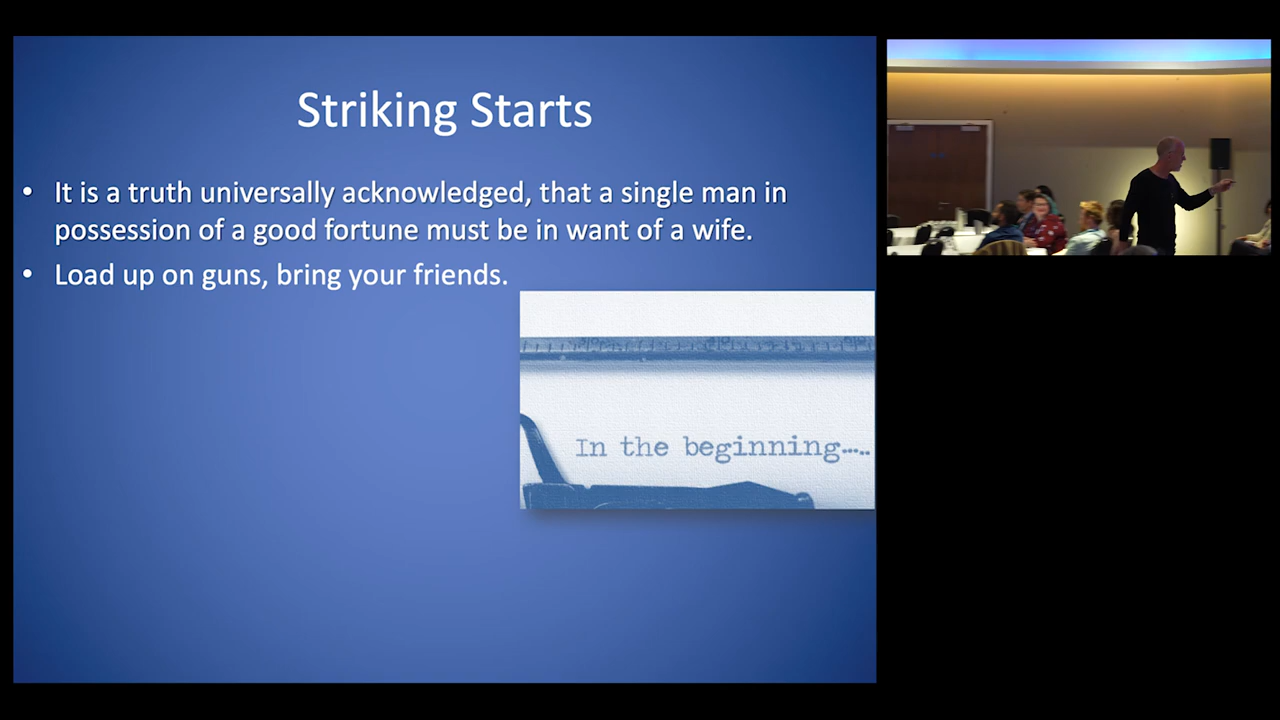 Striking Starts
• It is a truth universally acknowledged, that a single man in
possession of a good fortune must be in want of a wife.
• Load up on guns, bring your friends.
In the beginning.....